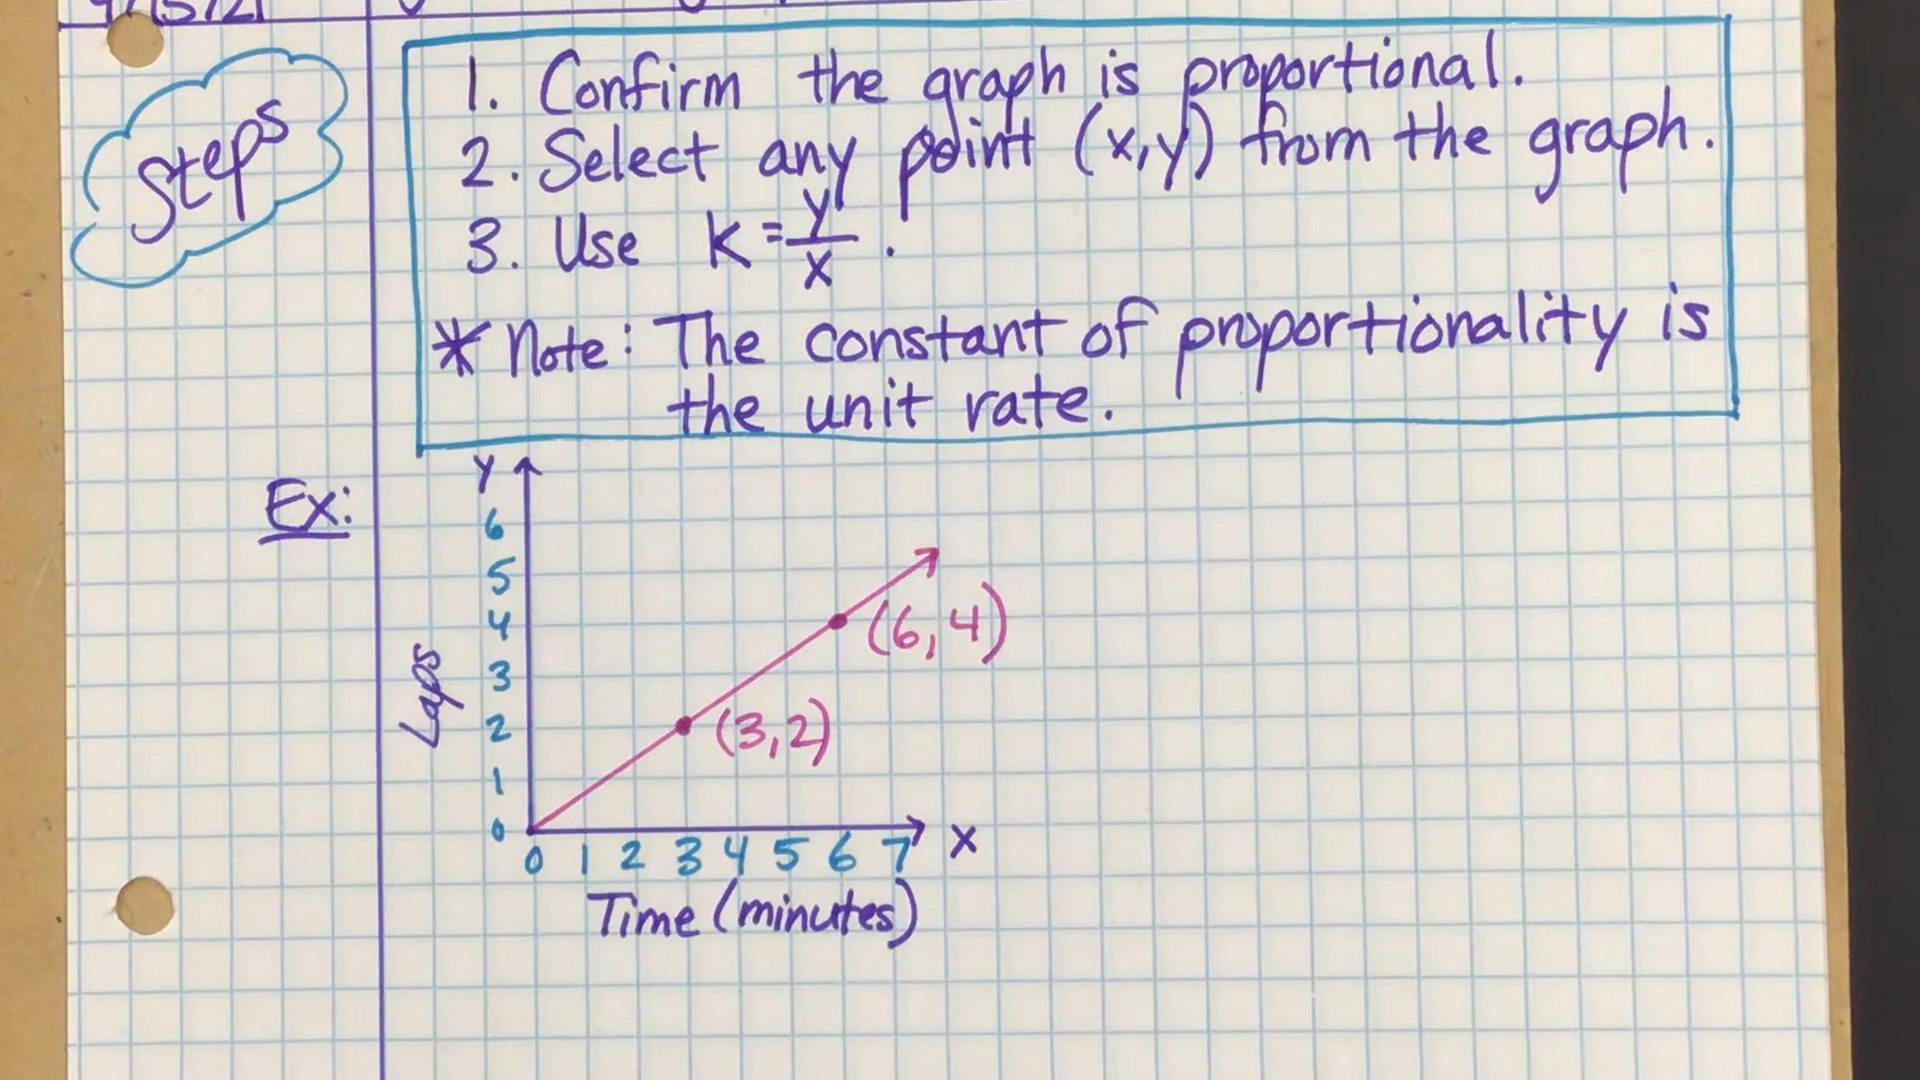 Steps
1. Confirm the graph is proportional.
2. Select any point (x,y) from the graph.
3. Use k = y/x.
* Note: The constant of proportionality is
the unit rate.
Ex:
Y
6
5
4
3
2
1
0
Laps
(6,4)
(3,2)
0 1 2 3 4 5 6 7 X
Time (minutes)